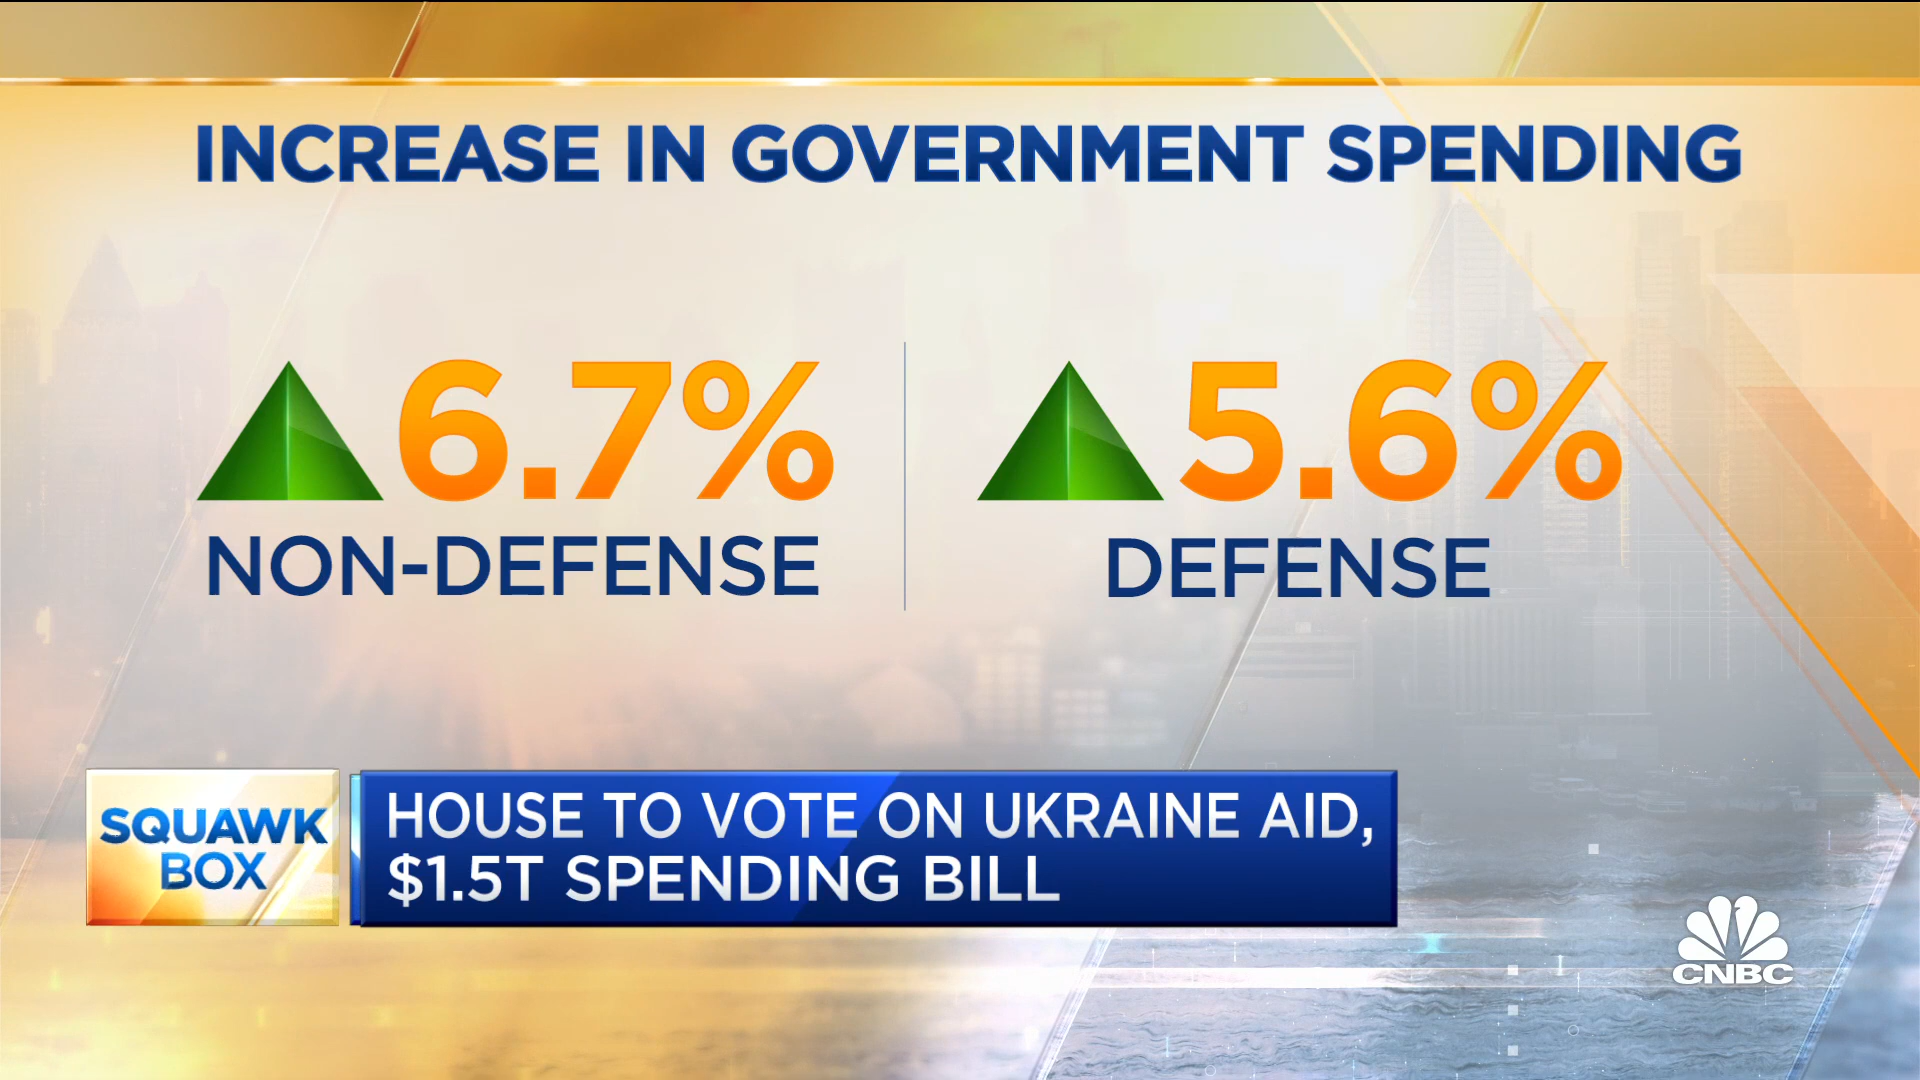 INCREASE IN GOVERNMENT SPENDING
6.7%
NON-DEFENSE
5.6%
DEFENSE
SQUAWK
BOX
HOUSE TO VOTE ON UKRAINE AID,
$1.5T SPENDING BILL
CNBC